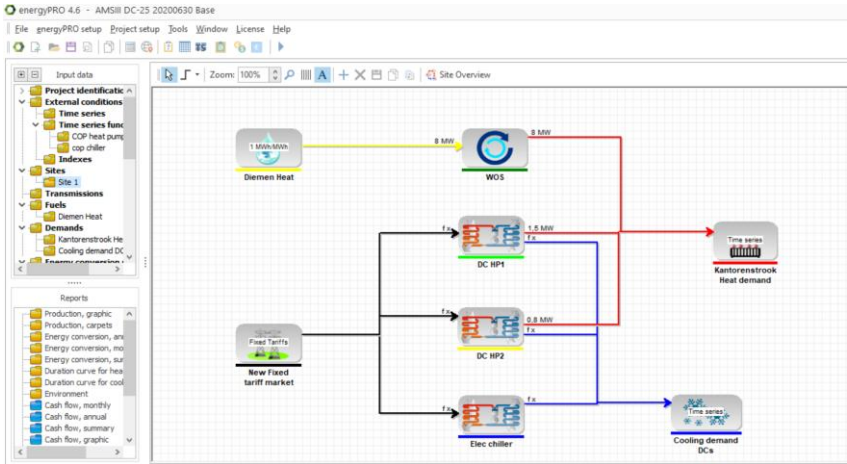 energyPRO 4.6 - AMSIII DC-25 20200630 Base
File energyPRO setup Project setup Tools Window License Help
Input data
Project identificatic
External conditions
Time series
Time series func
COP heat pump
cop chiller
Indexes
Sites
Site 1
Transmissions
Fuels
Diemen Heat
Demands
Kantorenstrook He
Cooling demand DC
Energy conversion
Reports
Production, graphic
Production, carpets
Energy conversion, ann
Energy conversion, mo
Energy conversion, sur
Duration curve for hea
Duration curve for cool
Environment
Cash flow, monthly
Cash flow, annual
Cash flow, summary
Cash flow, graphic
Zoom: 100%
A
Site Overview
1 MWh/MWh
Diemen Heat
8 MW
WOS
8 MW
f x
1.5 MW
f x
DC HP1
Time series
Kantorenstrook
Heat demand
f x
0.8 MW
f x
DC HP2
Fixed Tariffs
New Fixed
tariff market
f x
f x
Elec chiller
Time series
Cooling demand
DCs